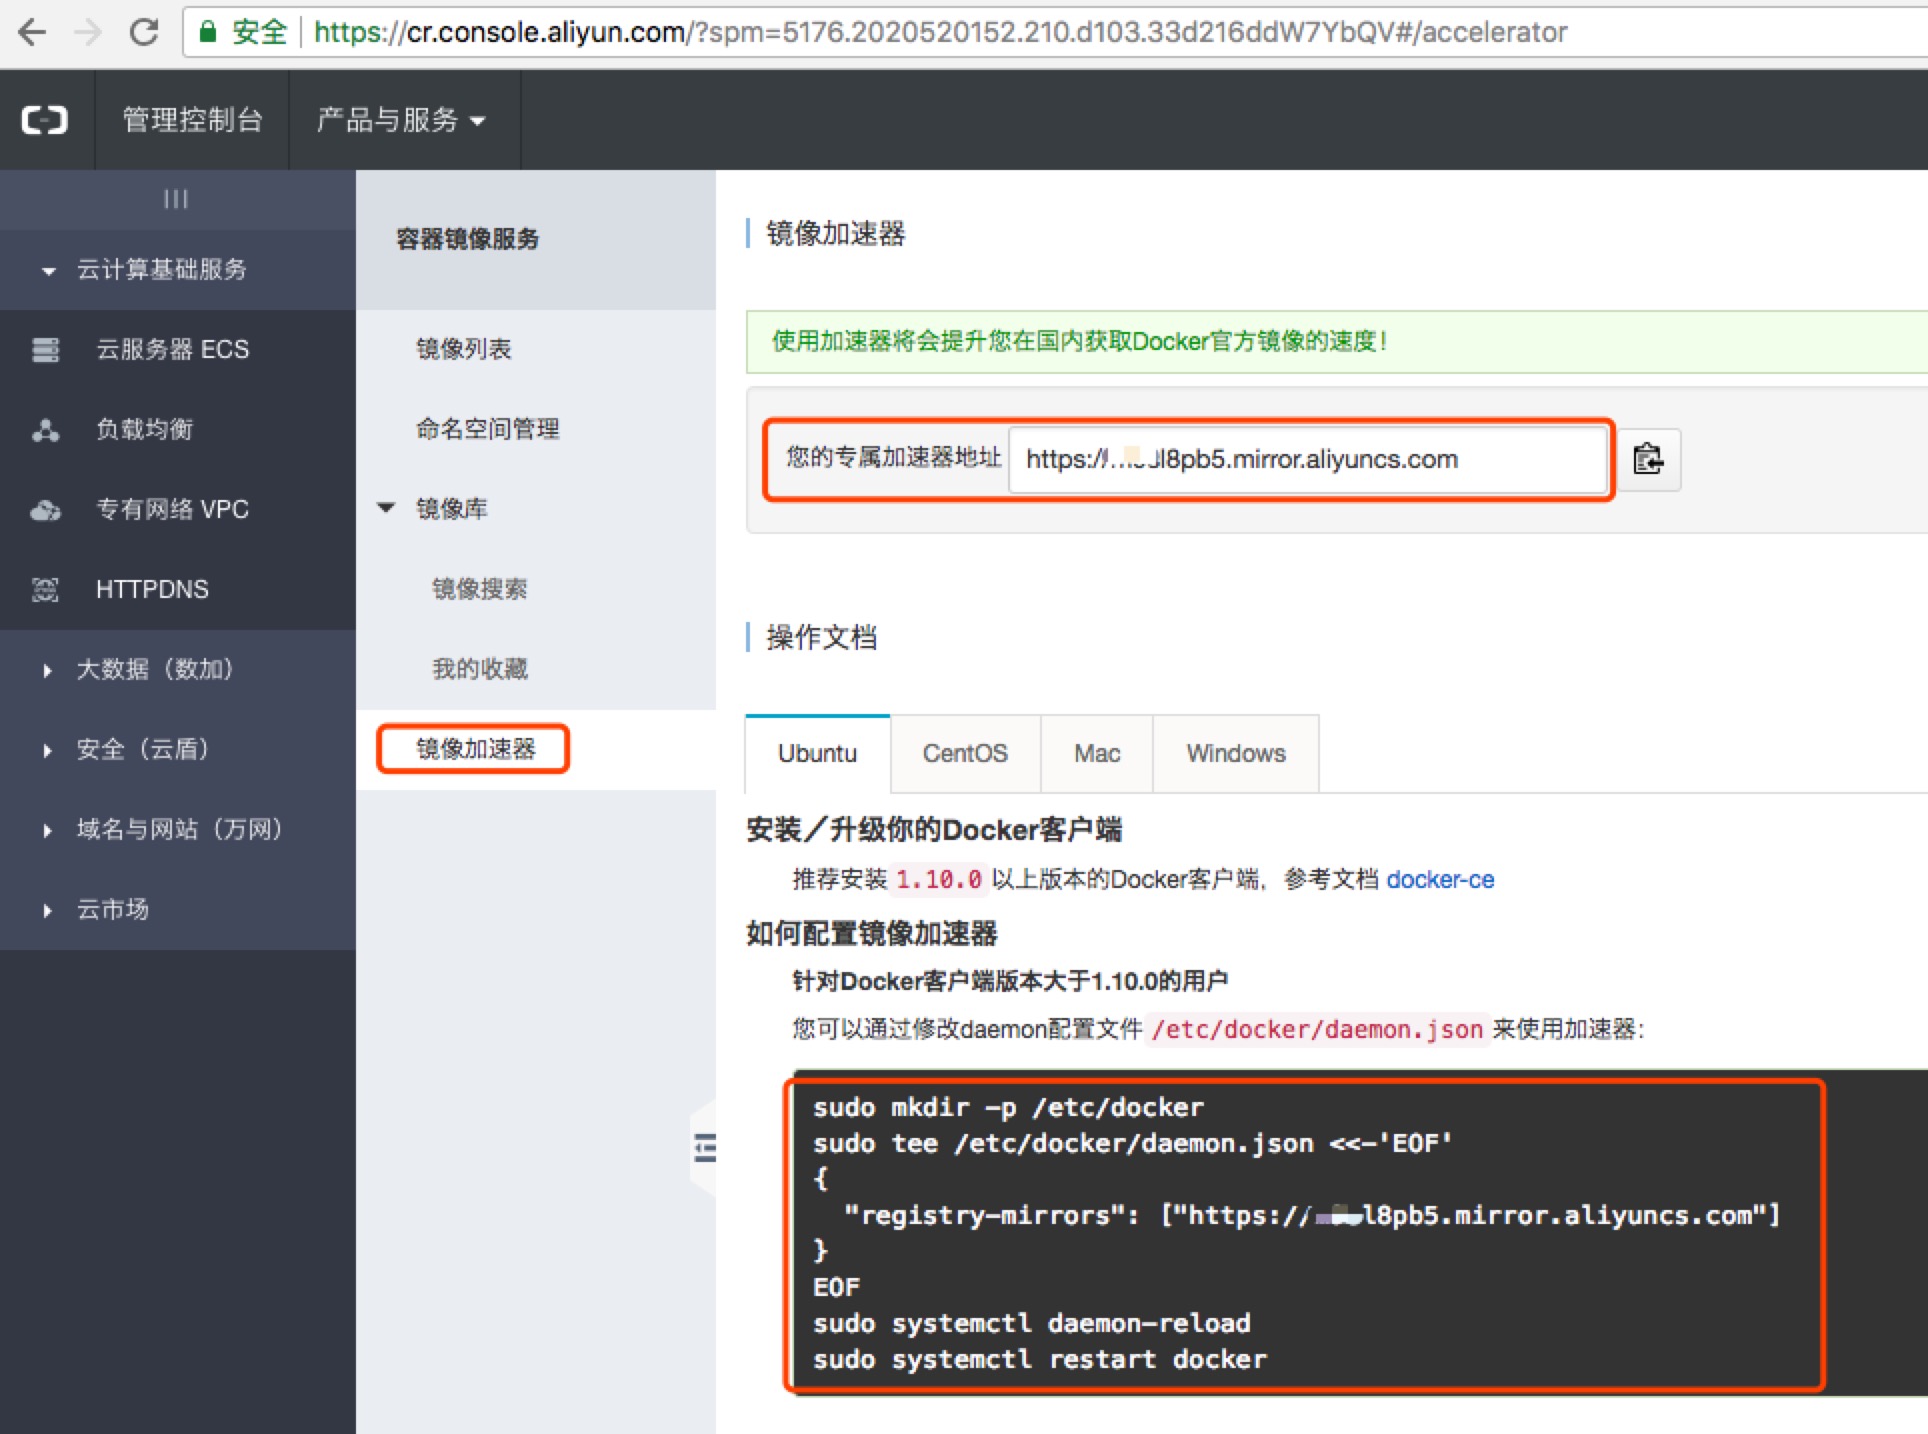 安全 https://cr.console.aliyun.com/?spm=5176.2020520152.210.d103.33d216ddW7YbQV#/accelerator
管理控制台 产品与服务
云计算基础服务
云服务器 ECS
负载均衡
专有网络 VPC
HTTPDNS
大数据（数加）
安全（云盾）
域名与网站（万网）
云市场
容器镜像服务
镜像列表
命名空间管理
镜像库
镜像搜索
我的收藏
镜像加速器
镜像加速器
使用加速器将会提升您在国内获取Docker官方镜像的速度！
您的专属加速器地址 https:// l8pb5.mirror.aliyuncs.com
操作文档
Ubuntu CentOS Mac Windows
安装／升级你的Docker客户端
推荐安装 1.10.0 以上版本的Docker客户端，参考文档 docker-ce
如何配置镜像加速器
针对Docker客户端版本大于1.10.0的用户
您可以通过修改daemon配置文件 /etc/docker/daemon.json 来使用加速器：
sudo mkdir -p /etc/docker
sudo tee /etc/docker/daemon.json <<-'EOF'
{
"registry-mirrors": ["https:// l8pb5.mirror.aliyuncs.com"]
}
EOF
sudo systemctl daemon-reload
sudo systemctl restart docker